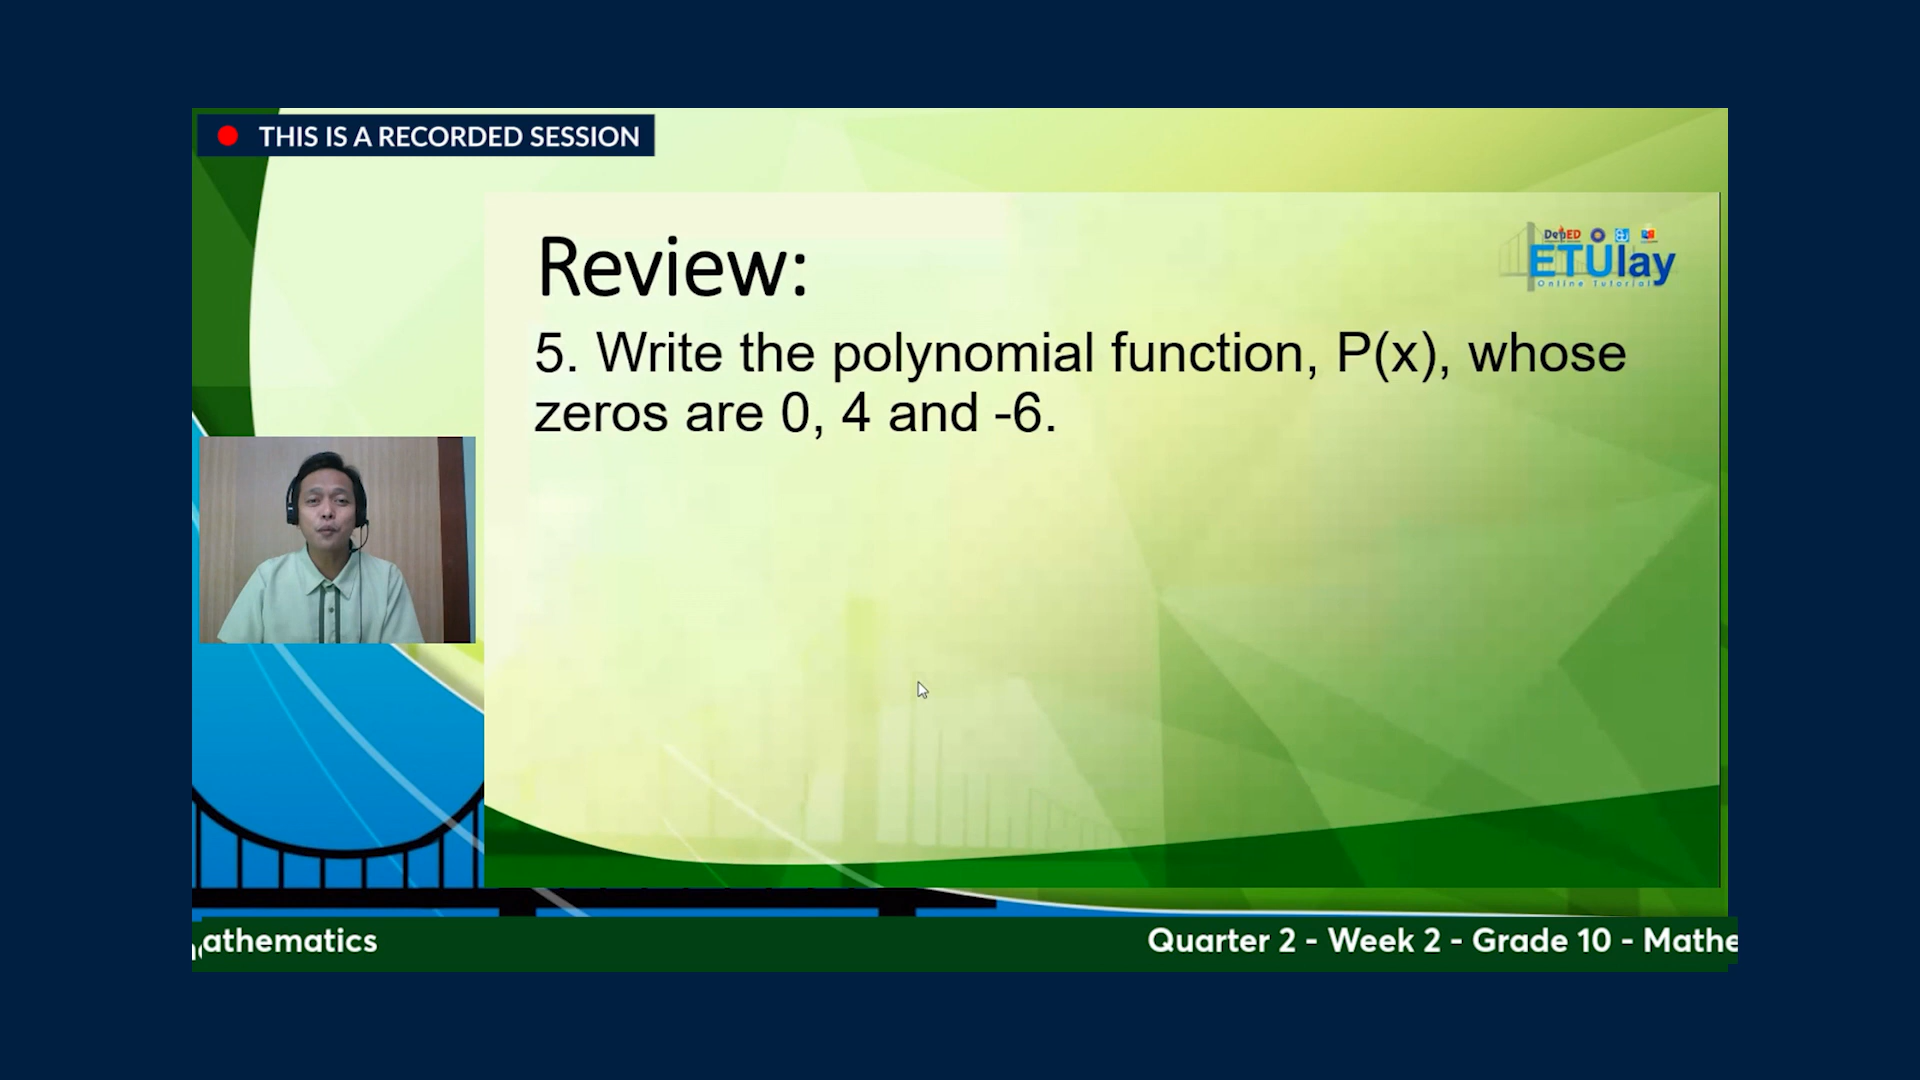 THIS IS A RECORDED SESSION
Review:
DepED
ETUlay
Online Tutorial
5. Write the polynomial function, P(x), whose
zeros are 0, 4 and -6.
athematics
Quarter 2 - Week 2 - Grade 10 - Mathe